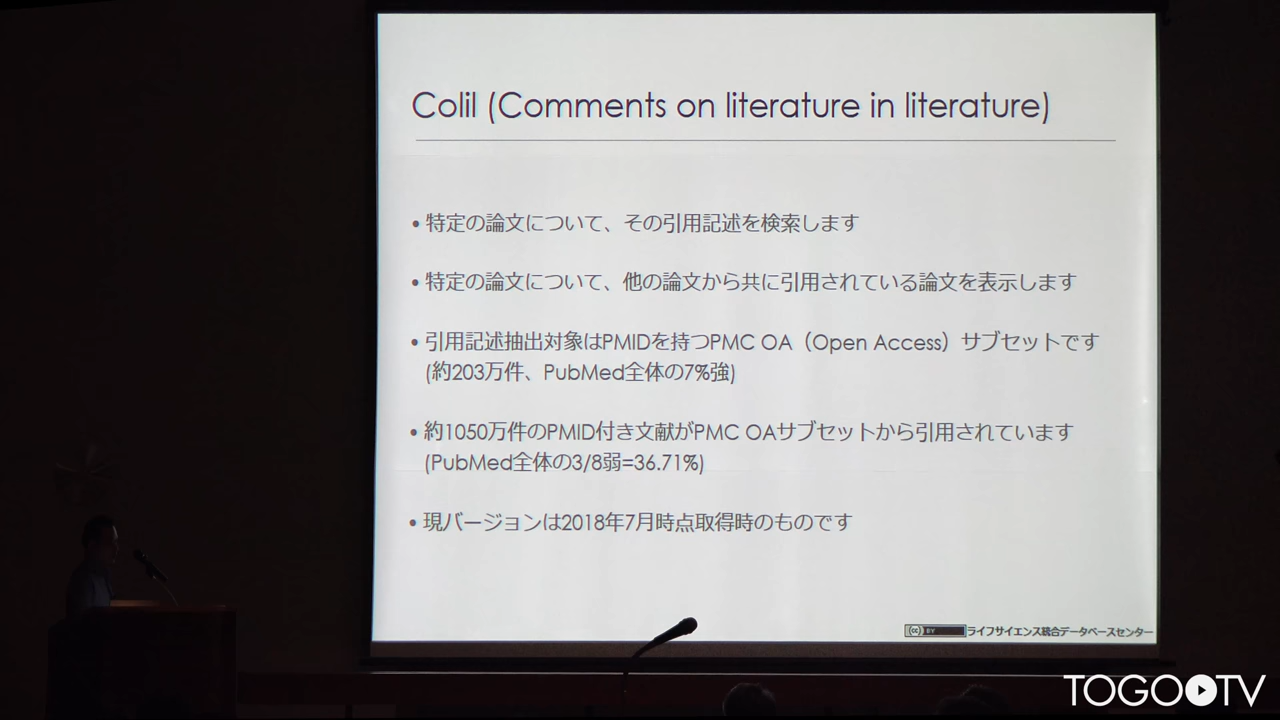 Colil (Comments on literature in literature)
• 特定の論文について、その引用記述を検索します
• 特定の論文について、他の論文から共に引用されている論文を表示します
• 引用記述抽出対象はPMIDを持つPMC OA（Open Access）サブセットです
(約203万件、PubMed全体の7%強)
• 約1050万件のPMID付き文献がPMC OAサブセットから引用されています
(PubMed全体の3/8弱=36.71%)
• 現バージョンは2018年7月時点取得時のものです
cc BY ライフサイエンス統合データベースセンター
TOGOTV